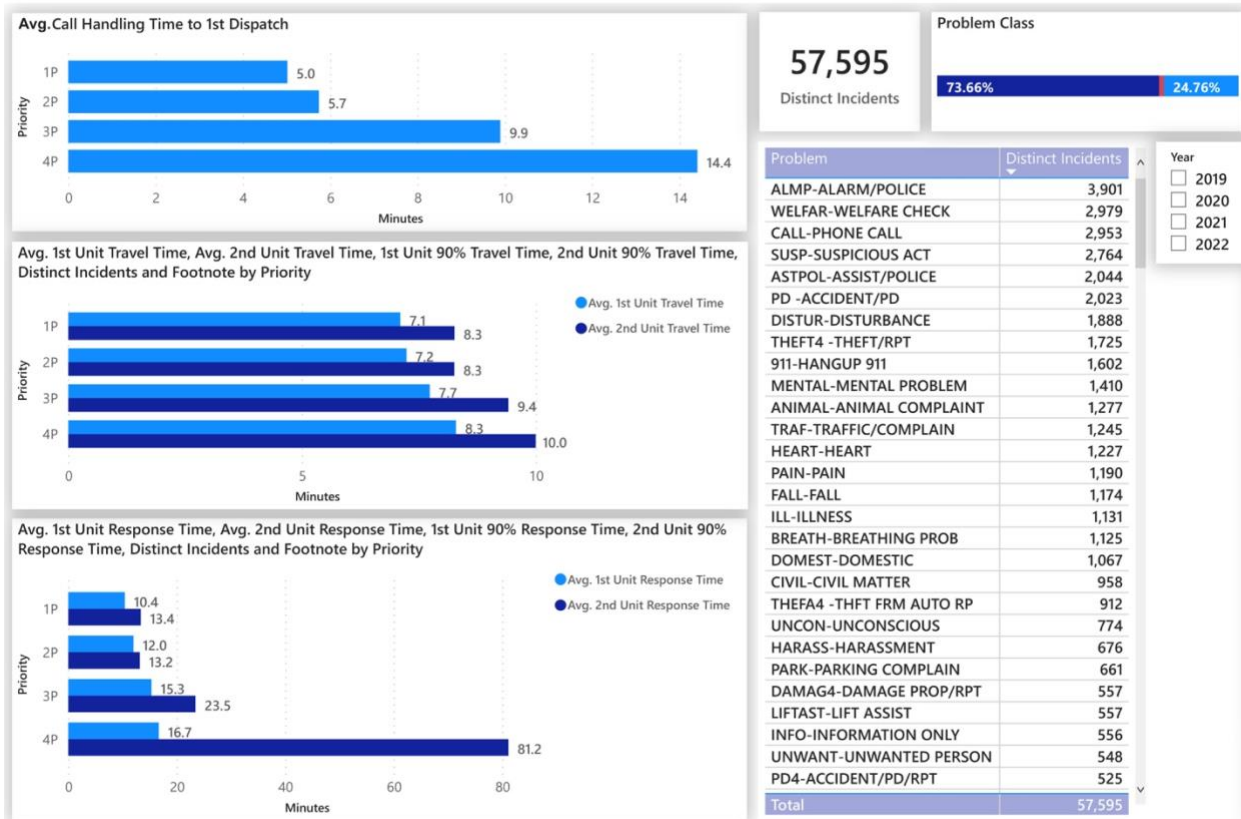 Avg.Call Handling Time to 1st Dispatch
Priority
1P 5.0
2P 5.7
3P 9.9
4P 14.4
0 2 4 6 8 10 12 14
Minutes
Avg. 1st Unit Travel Time, Avg. 2nd Unit Travel Time, 1st Unit 90% Travel Time, 2nd Unit 90% Travel Time,
Distinct Incidents and Footnote by Priority
Avg. 1st Unit Travel Time
Avg. 2nd Unit Travel Time
Priority
1P 7.1
8.3
2P 7.2
8.3
3P 7.7
9.4
4P 8.3
10.0
0 5 10
Minutes
Avg. 1st Unit Response Time, Avg. 2nd Unit Response Time, 1st Unit 90% Response Time, 2nd Unit 90%
Response Time, Distinct Incidents and Footnote by Priority
Avg. 1st Unit Response Time
Avg. 2nd Unit Response Time
Priority
1P 10.4
13.4
2P 12.0
13.2
3P 15.3
23.5
4P 16.7
81.2
0 20 40 60 80
Minutes
57,595
Distinct Incidents
Problem Class
73.66% 24.76%
Problem Distinct Incidents
ALMP-ALARM/POLICE 3,901
WELFAR-WELFARE CHECK 2,979
CALL-PHONE CALL 2,953
SUSP-SUSPICIOUS ACT 2,764
ASTPOL-ASSIST/POLICE 2,044
PD -ACCIDENT/PD 2,023
DISTUR-DISTURBANCE 1,888
THEFT4 -THEFT/RPT 1,725
911-HANGUP 911 1,602
MENTAL-MENTAL PROBLEM 1,410
ANIMAL-ANIMAL COMPLAINT 1,277
TRAF-TRAFFIC/COMPLAIN 1,245
HEART-HEART 1,227
PAIN-PAIN 1,190
FALL-FALL 1,174
ILL-ILLNESS 1,131
BREATH-BREATHING PROB 1,125
DOMEST-DOMESTIC 1,067
CIVIL-CIVIL MATTER 958
THEFA4 -THFT FRM AUTO RP 912
UNCON-UNCONSCIOUS 774
HARASS-HARASSMENT 676
PARK-PARKING COMPLAIN 661
DAMAG4-DAMAGE PROP/RPT 557
LIFTAST-LIFT ASSIST 557
INFO-INFORMATION ONLY 556
UNWANT-UNWANTED PERSON 548
PD4-ACCIDENT/PD/RPT 525
Total 57,595
Year
2019
2020
2021
2022